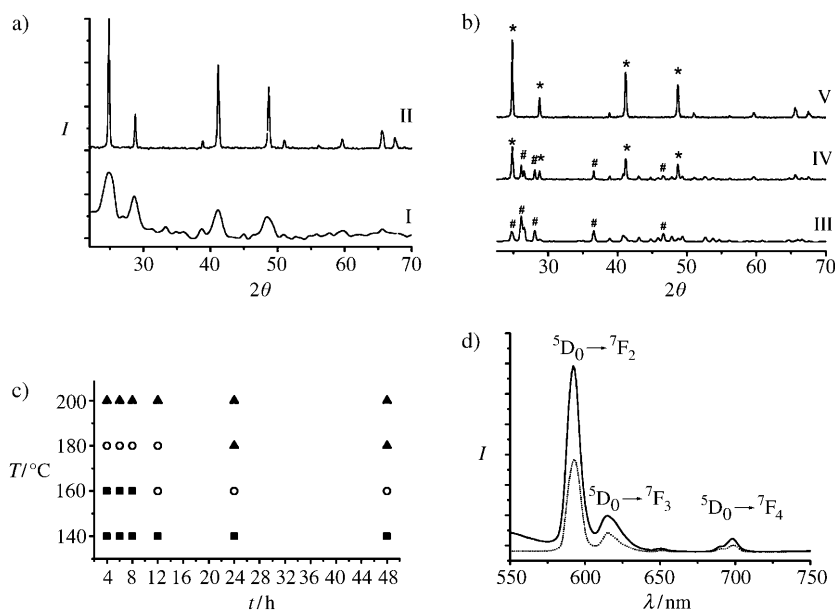 a)
II
I
I
30 40 50 60 70
2θ
b)
* * * * V
* # # * # * # * IV
# # # # # III
30 40 50 60 70
2θ
c)
200
180
T/°C
160
140
4 8 12 16 20 24 28 32 36 40 44 48
t/h
d)
⁵D₀→⁷F₂
I
⁵D₀→⁷F₃
⁵D₀→⁷F₄
550 600 650 700 750
λ/nm